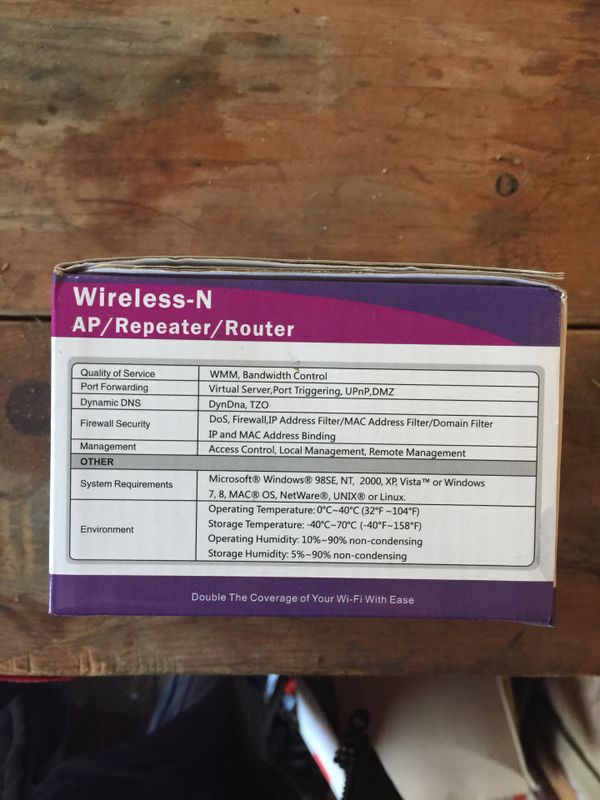 Wireless-N
AP/Repeater/Router
Quality of Service WMM, Bandwidth Control
Port Forwarding Virtual Server,Port Triggering, UPnP,DMZ
Dynamic DNS DynDna, TZO
Firewall Security DoS, Firewall,IP Address Filter/MAC Address Filter/Domain Filter
IP and MAC Address Binding
Management Access Control, Local Management, Remote Management
OTHER
System Requirements Microsoft® Windows® 98SE, NT, 2000, XP, Vista™ or Windows
7, 8, MAC® OS, NetWare®, UNIX® or Linux.
Environment Operating Temperature: 0℃~40℃ (32℉ ~104℉)
Storage Temperature: -40℃~70℃ (-40℉~158℉)
Operating Humidity: 10%~90% non-condensing
Storage Humidity: 5%~90% non-condensing
Double The Coverage of Your Wi-Fi With Ease